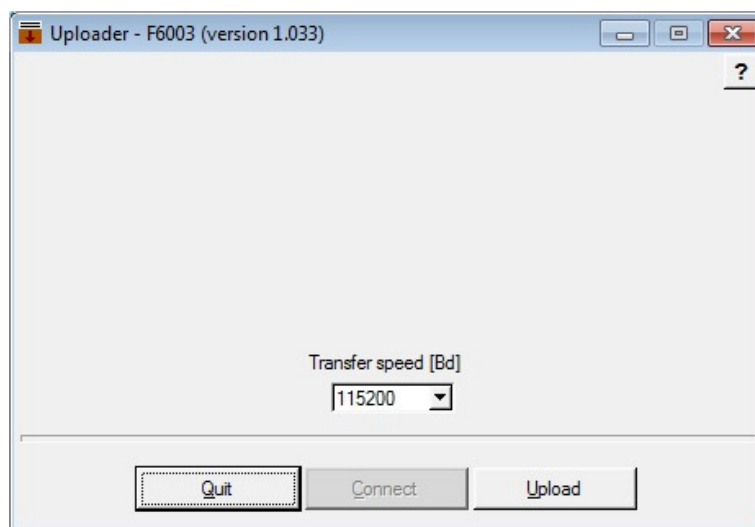 Uploader - F6003 (version 1.033)
?
Transfer speed [Bd]
115200
Quit Connect Upload